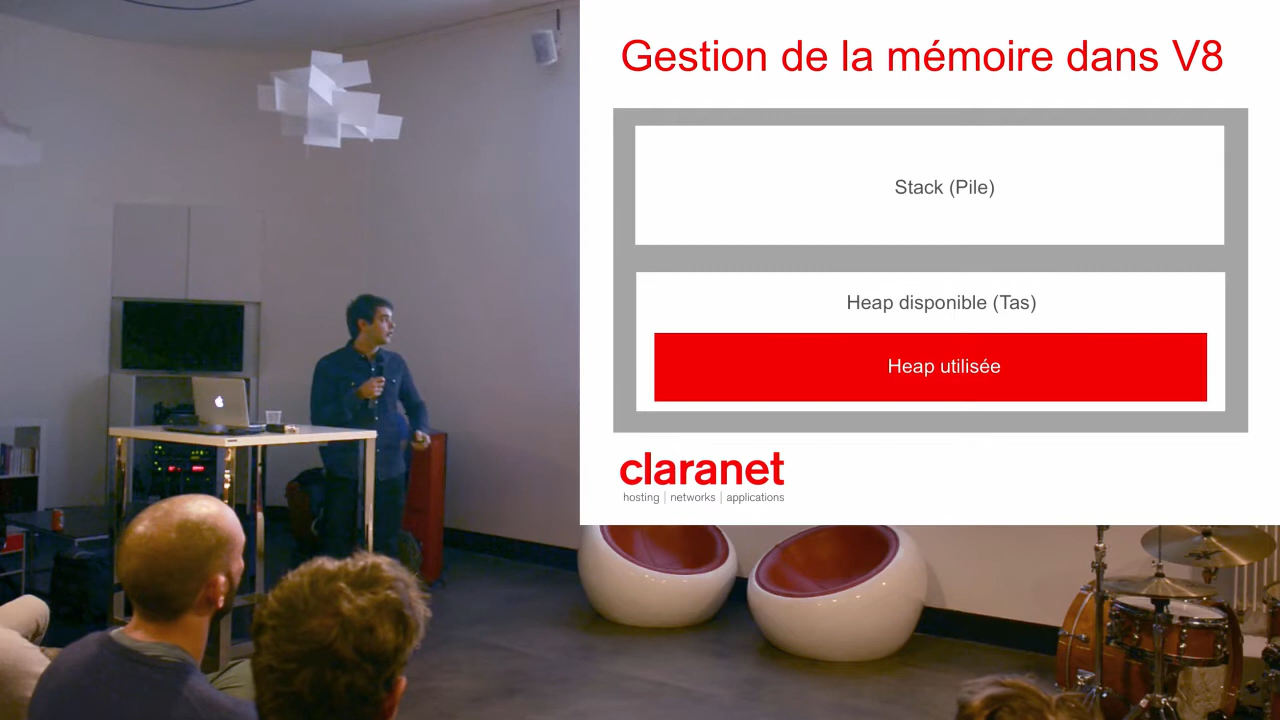 Gestion de la mémoire dans V8
Stack (Pile)
Heap disponible (Tas)
Heap utilisée
claranet
hosting | networks | applications